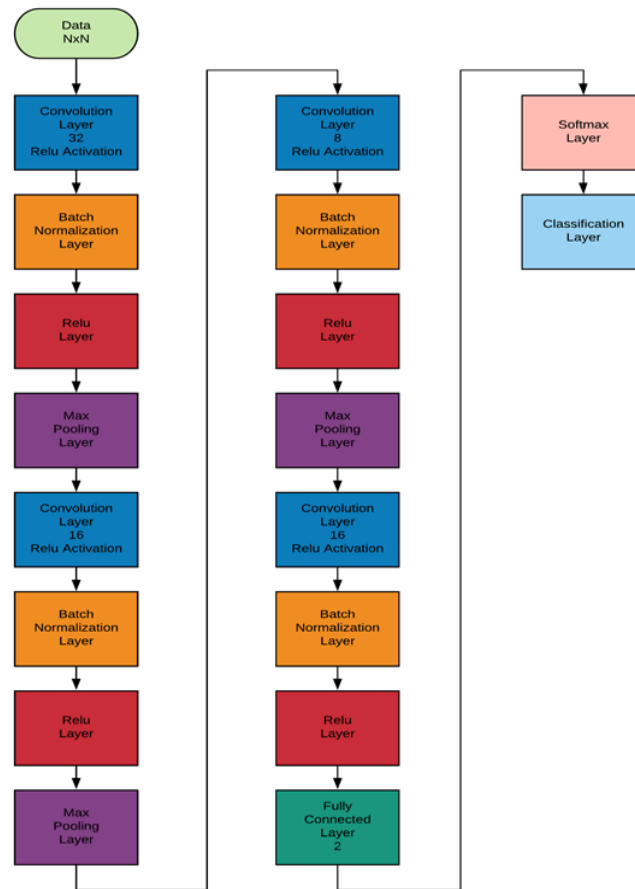 Data
NxN
Convolution
Layer
32
Relu Activation
Batch
Normalization
Layer
Relu
Layer
Max
Pooling
Layer
Convolution
Layer
16
Relu Activation
Batch
Normalization
Layer
Relu
Layer
Max
Pooling
Layer
Convolution
Layer
8
Relu Activation
Batch
Normalization
Layer
Relu
Layer
Max
Pooling
Layer
Convolution
Layer
16
Relu Activation
Batch
Normalization
Layer
Relu
Layer
Fully
Connected
Layer
2
Softmax
Layer
Classification
Layer